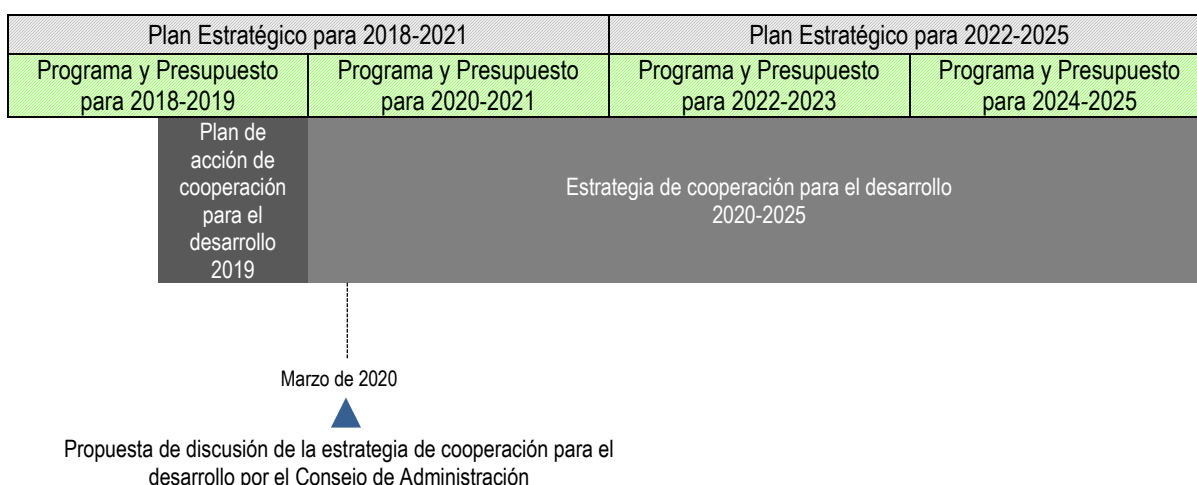 Plan Estratégico para 2018-2021
Plan Estratégico para 2022-2025
Programa y Presupuesto
para 2018-2019
Programa y Presupuesto
para 2020-2021
Programa y Presupuesto
para 2022-2023
Programa y Presupuesto
para 2024-2025
Plan de
acción de
cooperación
para el
desarrollo
2019
Estrategia de cooperación para el desarrollo
2020-2025
Marzo de 2020
Propuesta de discusión de la estrategia de cooperación para el
desarrollo por el Consejo de Administración